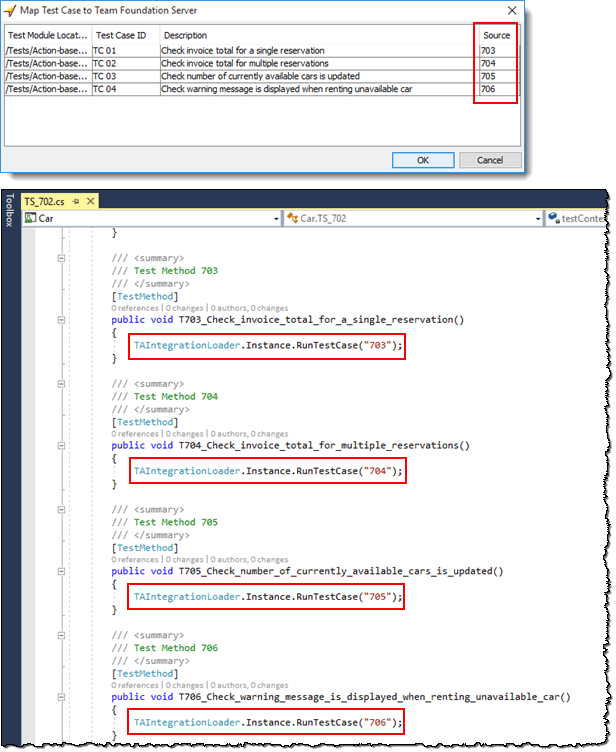 Map Test Case to Team Foundation Server
Test Module Locat... Test Case ID Description Source
/Tests/Action-base... TC 01 Check invoice total for a single reservation 703
/Tests/Action-base... TC 02 Check invoice total for multiple reservations 704
/Tests/Action-base... TC 03 Check number of currently available cars is updated 705
/Tests/Action-base... TC 04 Check warning message is displayed when renting unavailable car 706
OK Cancel
Toolbox
TS_702.cs
Car Car.TS_702 testConte
}
/// <summary>
/// Test Method 703
/// </summary>
[TestMethod]
0 references | 0 changes | 0 authors, 0 changes
public void T703_Check_invoice_total_for_a_single_reservation()
{
TAIntegrationLoader.Instance.RunTestCase("703");
}
/// <summary>
/// Test Method 704
/// </summary>
[TestMethod]
0 references | 0 changes | 0 authors, 0 changes
public void T704_Check_invoice_total_for_multiple_reservations()
{
TAIntegrationLoader.Instance.RunTestCase("704");
}
/// <summary>
/// Test Method 705
/// </summary>
[TestMethod]
0 references | 0 changes | 0 authors, 0 changes
public void T705_Check_number_of_currently_available_cars_is_updated()
{
TAIntegrationLoader.Instance.RunTestCase("705");
}
/// <summary>
/// Test Method 706
/// </summary>
[TestMethod]
0 references | 0 changes | 0 authors, 0 changes
public void T706_Check_warning_message_is_displayed_when_renting_unavailable_car()
{
TAIntegrationLoader.Instance.RunTestCase("706");
}